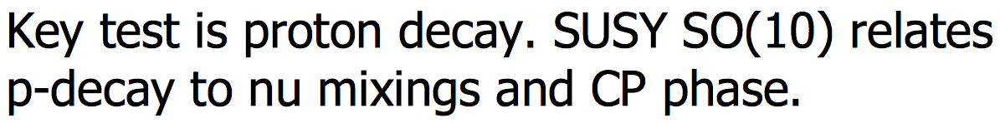 Key test is proton decay. SUSY SO(10) relates
p-decay to nu mixings and CP phase.